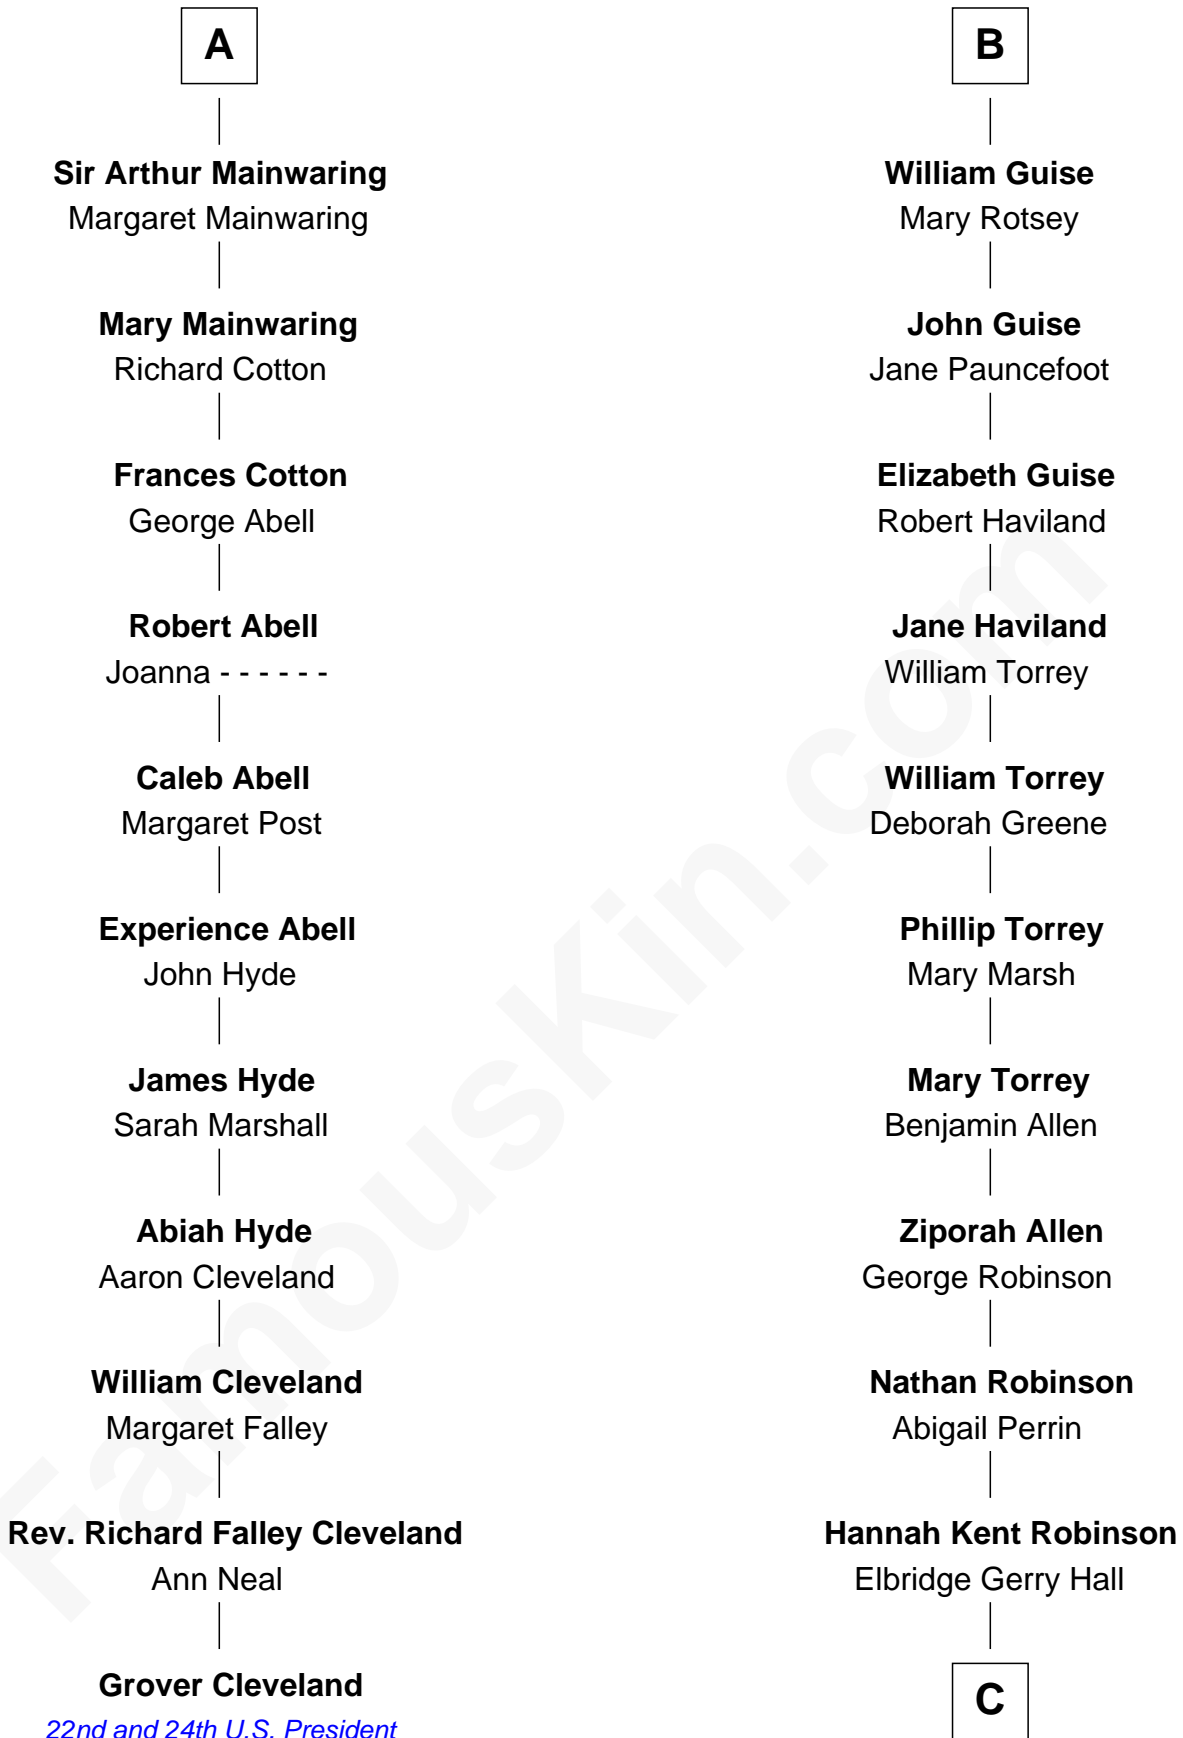 A
Sir Arthur Mainwaring
Margaret Mainwaring
Mary Mainwaring
Richard Cotton
Frances Cotton
George Abell
Robert Abell
Joanna - - - - - -
Caleb Abell
Margaret Post
Experience Abell
John Hyde
James Hyde
Sarah Marshall
Abiah Hyde
Aaron Cleveland
William Cleveland
Margaret Falley
Rev. Richard Falley Cleveland
Ann Neal
Grover Cleveland
22nd and 24th U.S. President
B
William Guise
Mary Rotsey
John Guise
Jane Pauncefoot
Elizabeth Guise
Robert Haviland
Jane Haviland
William Torrey
William Torrey
Deborah Greene
Phillip Torrey
Mary Marsh
Mary Torrey
Benjamin Allen
Ziporah Allen
George Robinson
Nathan Robinson
Abigail Perrin
Hannah Kent Robinson
Elbridge Gerry Hall
C
FamousKin.com